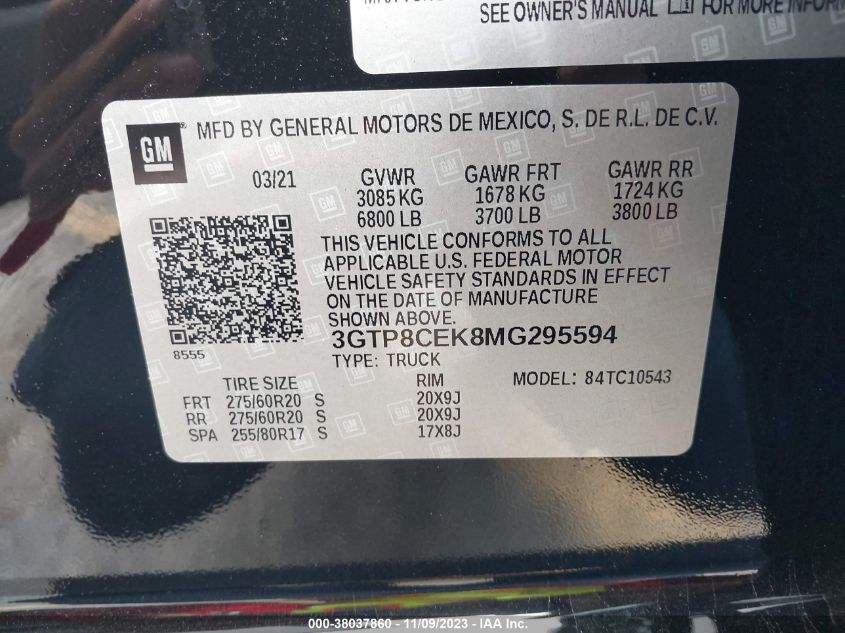 SEE OWNER'S MANUAL FOR MORE
GM
MFD BY GENERAL MOTORS DE MEXICO, S. DE R.L. DE C.V.
03/21 GVWR GAWR FRT GAWR RR
3085 KG 1678 KG 1724 KG
6800 LB 3700 LB 3800 LB
THIS VEHICLE CONFORMS TO ALL
APPLICABLE U.S. FEDERAL MOTOR
VEHICLE SAFETY STANDARDS IN EFFECT
ON THE DATE OF MANUFACTURE
SHOWN ABOVE.
8555
3GTP8CEK8MG295594
TYPE: TRUCK
TIRE SIZE RIM MODEL: 84TC10543
FRT 275/60R20 S 20X9J
RR 275/60R20 S 20X9J
SPA 255/80R17 S 17X8J
000-38037860 - 11/09/2023 - IAA Inc.